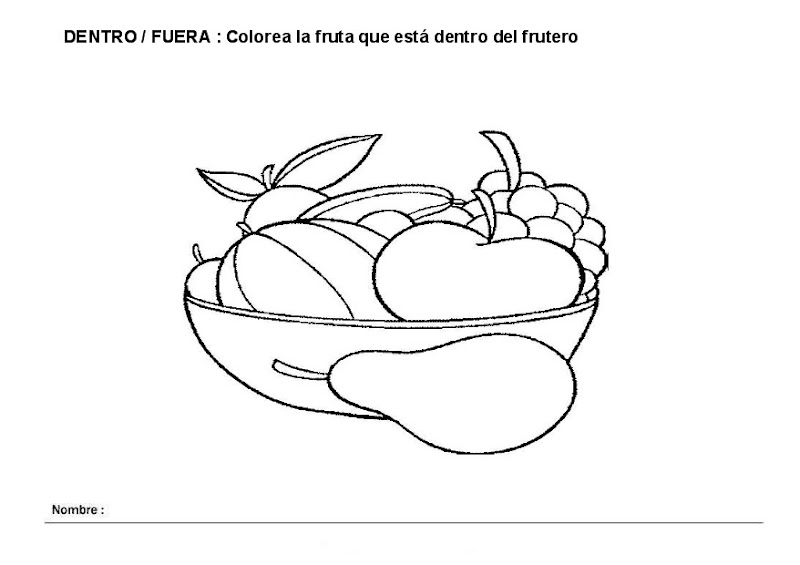 DENTRO / FUERA : Colorea la fruta que está dentro del frutero
Nombre :